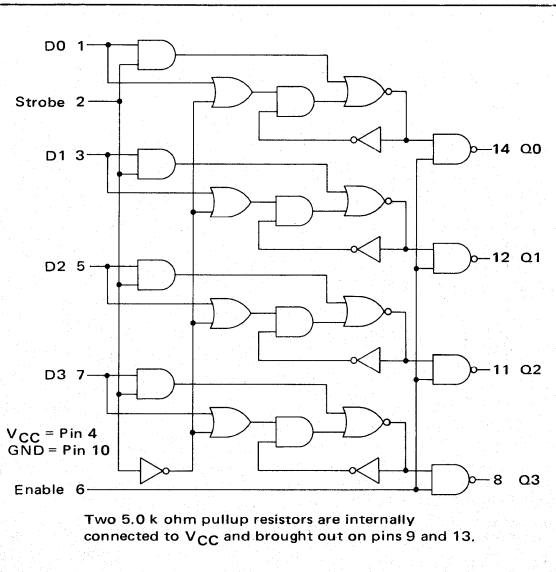 D0 1
Strobe 2
14 Q0
D1 3
12 Q1
D2 5
11 Q2
D3 7
VCC = Pin 4
GND = Pin 10
Enable 6
8 Q3
Two 5.0 k ohm pullup resistors are internally
connected to VCC and brought out on pins 9 and 13.